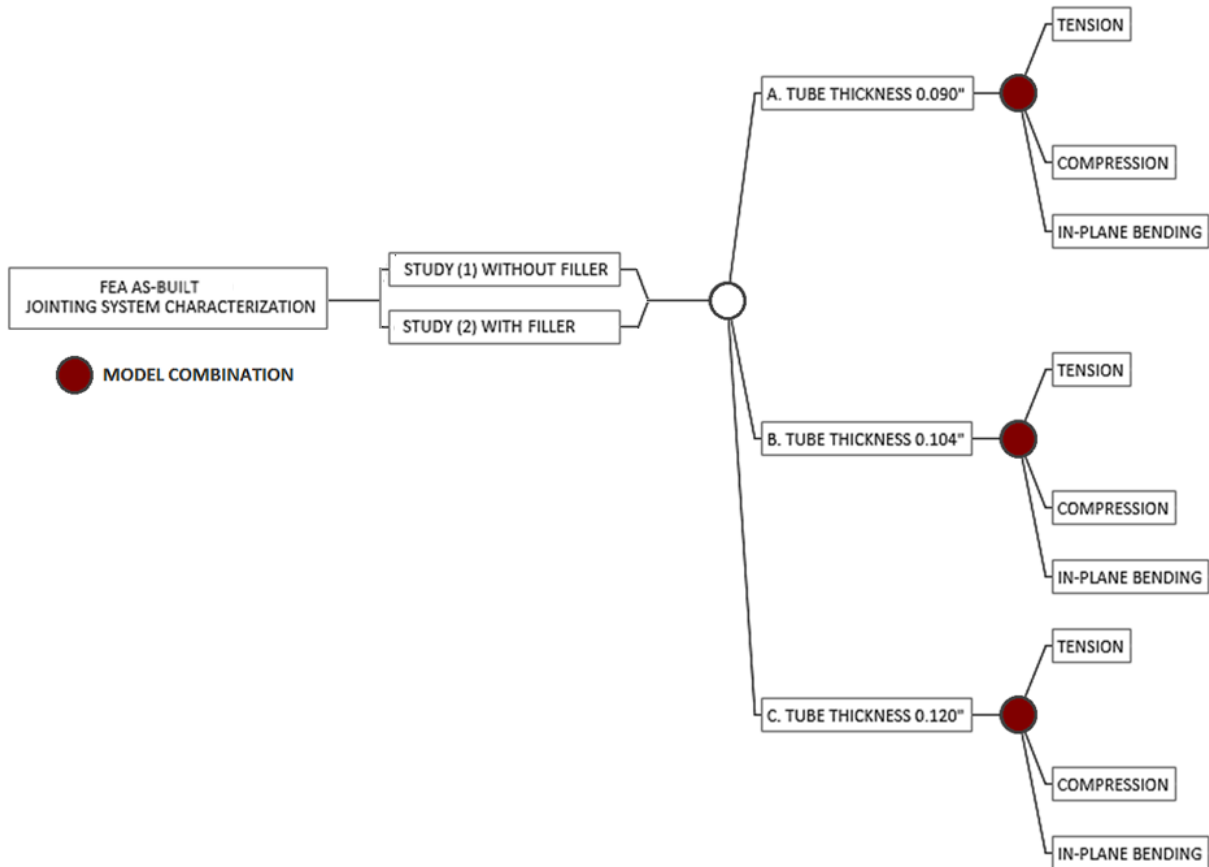 FEA AS-BUILT
JOINTING SYSTEM CHARACTERIZATION
MODEL COMBINATION
STUDY (1) WITHOUT FILLER
STUDY (2) WITH FILLER
A. TUBE THICKNESS 0.090"
TENSION
COMPRESSION
IN-PLANE BENDING
B. TUBE THICKNESS 0.104"
TENSION
COMPRESSION
IN-PLANE BENDING
C. TUBE THICKNESS 0.120"
TENSION
COMPRESSION
IN-PLANE BENDING